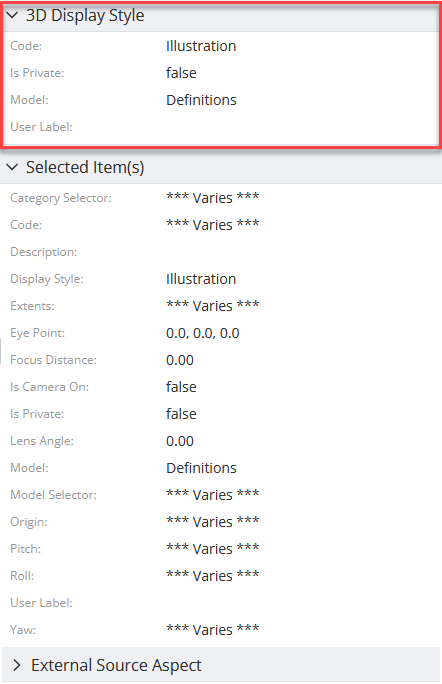 3D Display Style
Code: Illustration
Is Private: false
Model: Definitions
User Label:
Selected Item(s)
Category Selector: *** Varies ***
Code: *** Varies ***
Description:
Display Style: Illustration
Extents: *** Varies ***
Eye Point: 0.0, 0.0, 0.0
Focus Distance: 0.00
Is Camera On: false
Is Private: false
Lens Angle: 0.00
Model: Definitions
Model Selector: *** Varies ***
Origin: *** Varies ***
Pitch: *** Varies ***
Roll: *** Varies ***
User Label:
Yaw: *** Varies ***
External Source Aspect